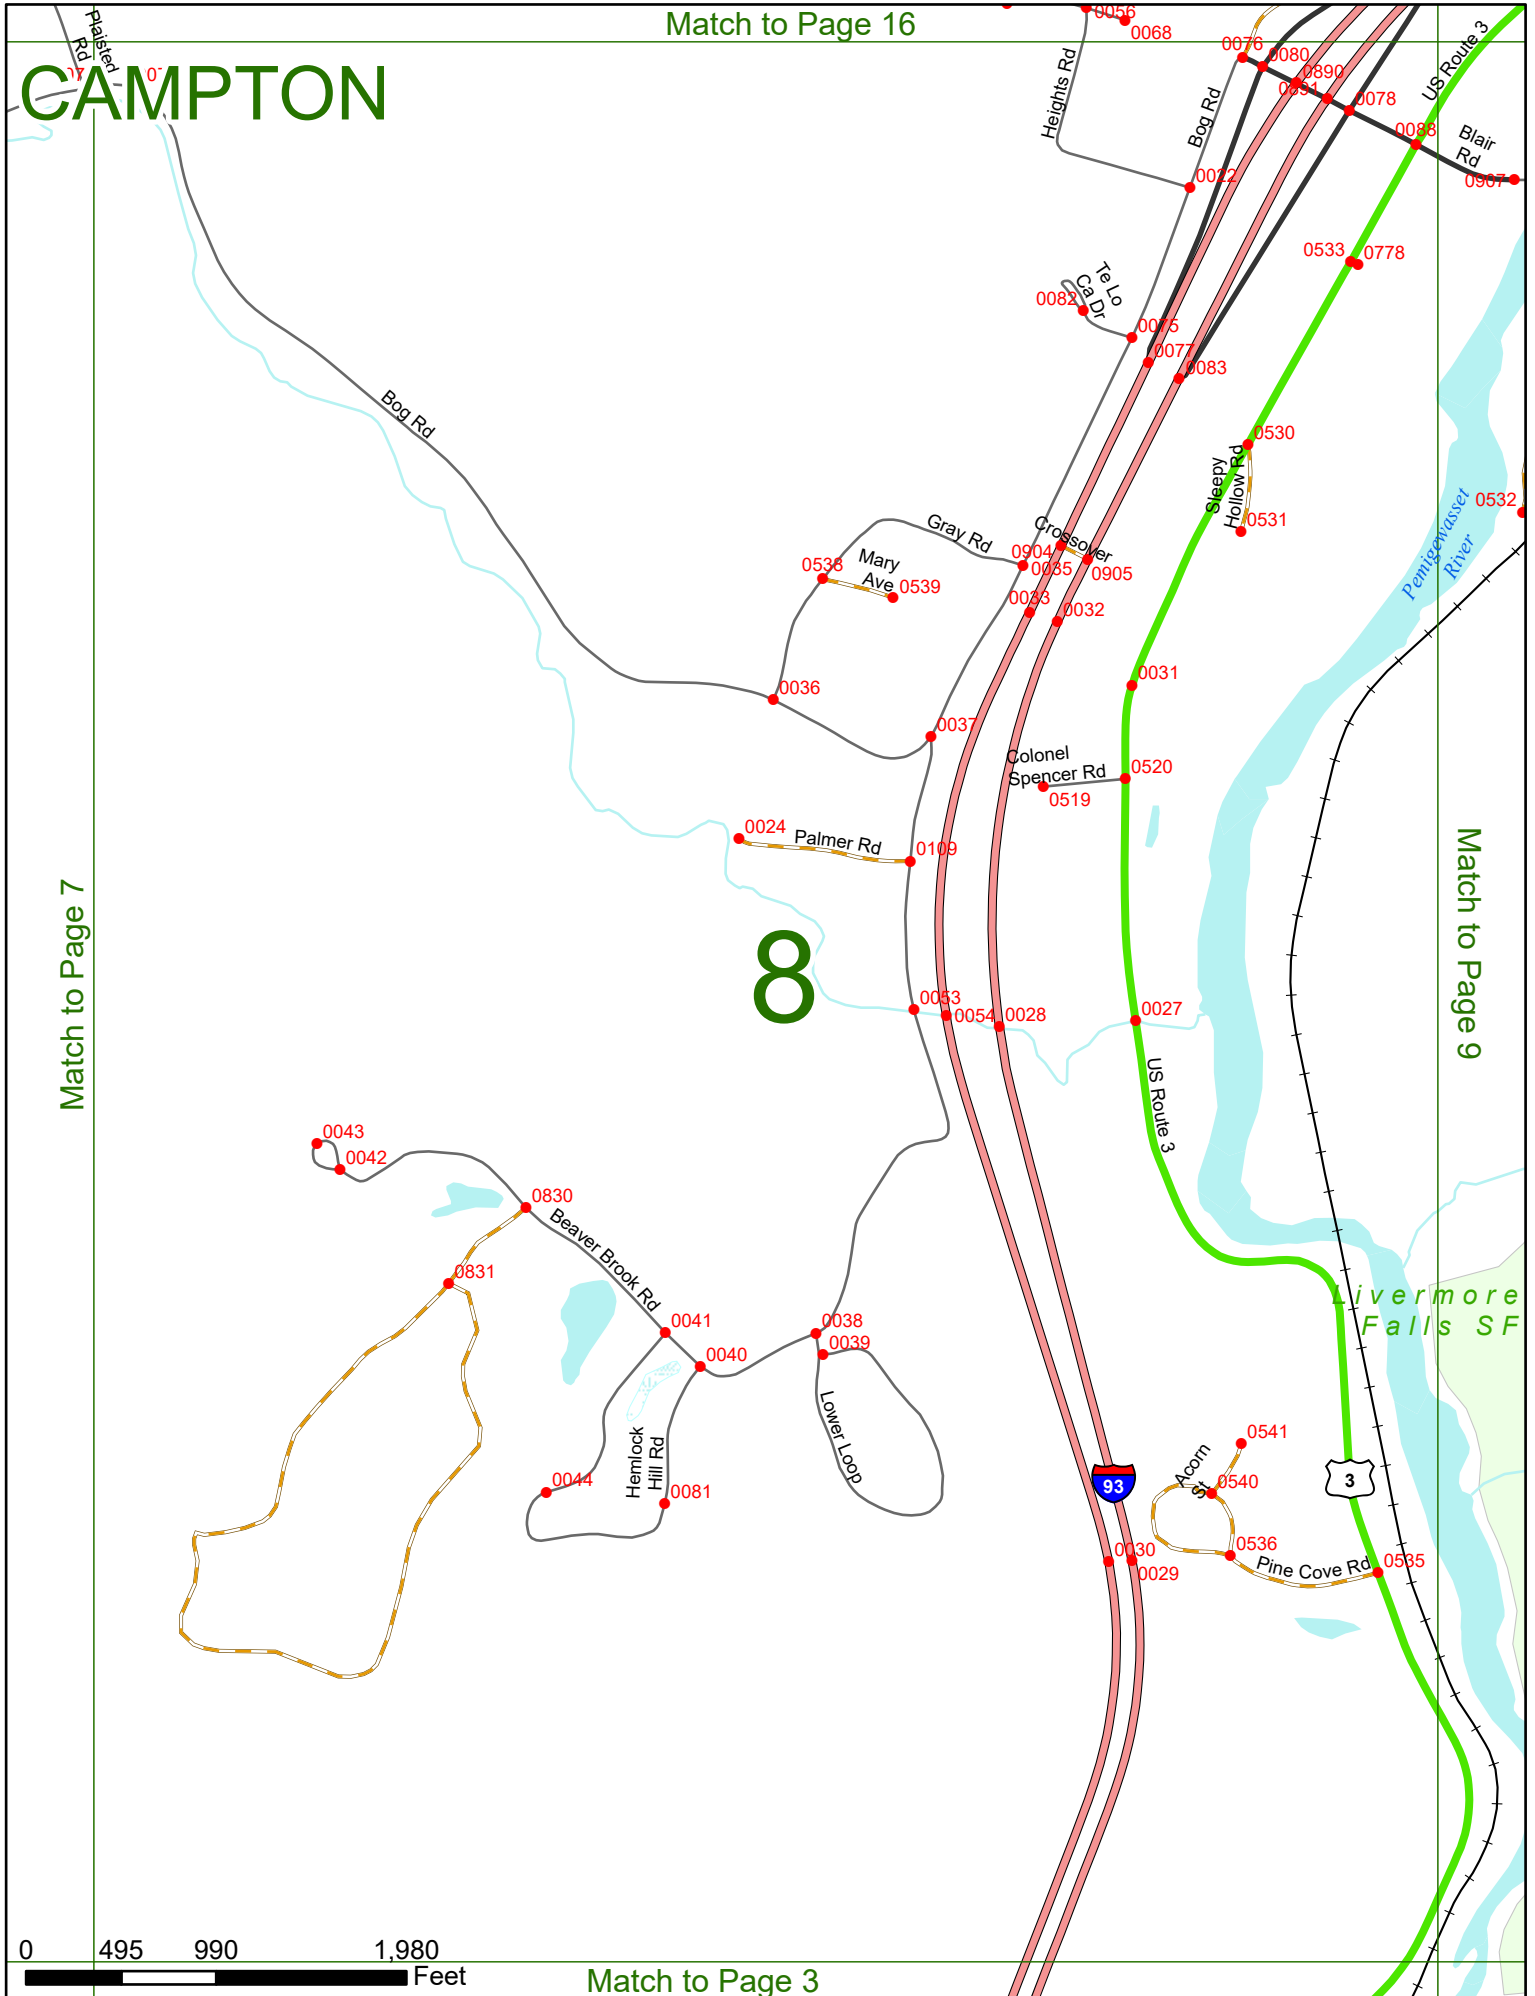 Match to Page 16
CAMPTON
Plaisted
Rd
0056
0068
Heights Rd
Bog Rd
0076
0080
0890
0891
0078
US Route 3
0088
Blair
Rd
0907
0022
0533
0778
Te Lo
Ca Dr
0082
0075
0077
0083
Bog Rd
0530
Sleepy
Hollow Rd
0531
0532
Pemigewasset
River
Gray Rd
Crossover
0904
0035
0905
Mary
Ave
0538
0539
0033
0032
0031
0036
0037
Colonel
Spencer Rd
0520
0519
0024
Palmer Rd
0109
Match to Page 7
8
Match to Page 9
0053
0054
0028
0027
US Route 3
0043
0042
0830
Beaver Brook Rd
0831
0041
0040
0038
0039
Lower Loop
Livermore
Falls SF
Hemlock
Hill Rd
0044
0081
93
3
Acorn
St
0541
0540
0536
Pine Cove Rd
0535
0030
0029
0 495 990 1,980
Feet
Match to Page 3